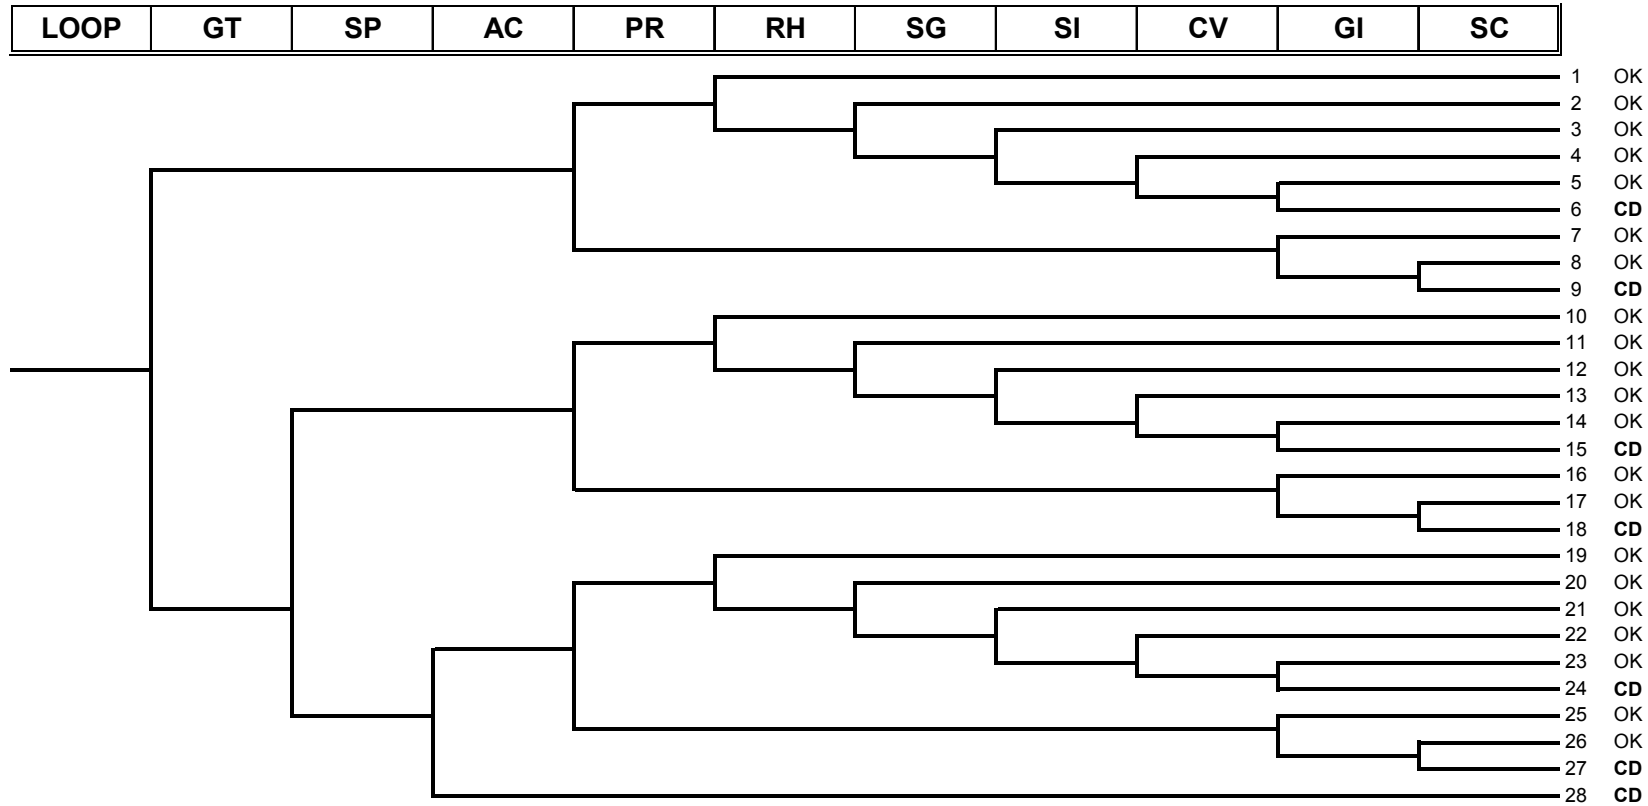 LOOP GT SP AC PR RH SG SI CV GI SC
1 OK
2 OK
3 OK
4 OK
5 OK
6 CD
7 OK
8 OK
9 CD
10 OK
11 OK
12 OK
13 OK
14 OK
15 CD
16 OK
17 OK
18 CD
19 OK
20 OK
21 OK
22 OK
23 OK
24 CD
25 OK
26 OK
27 CD
28 CD